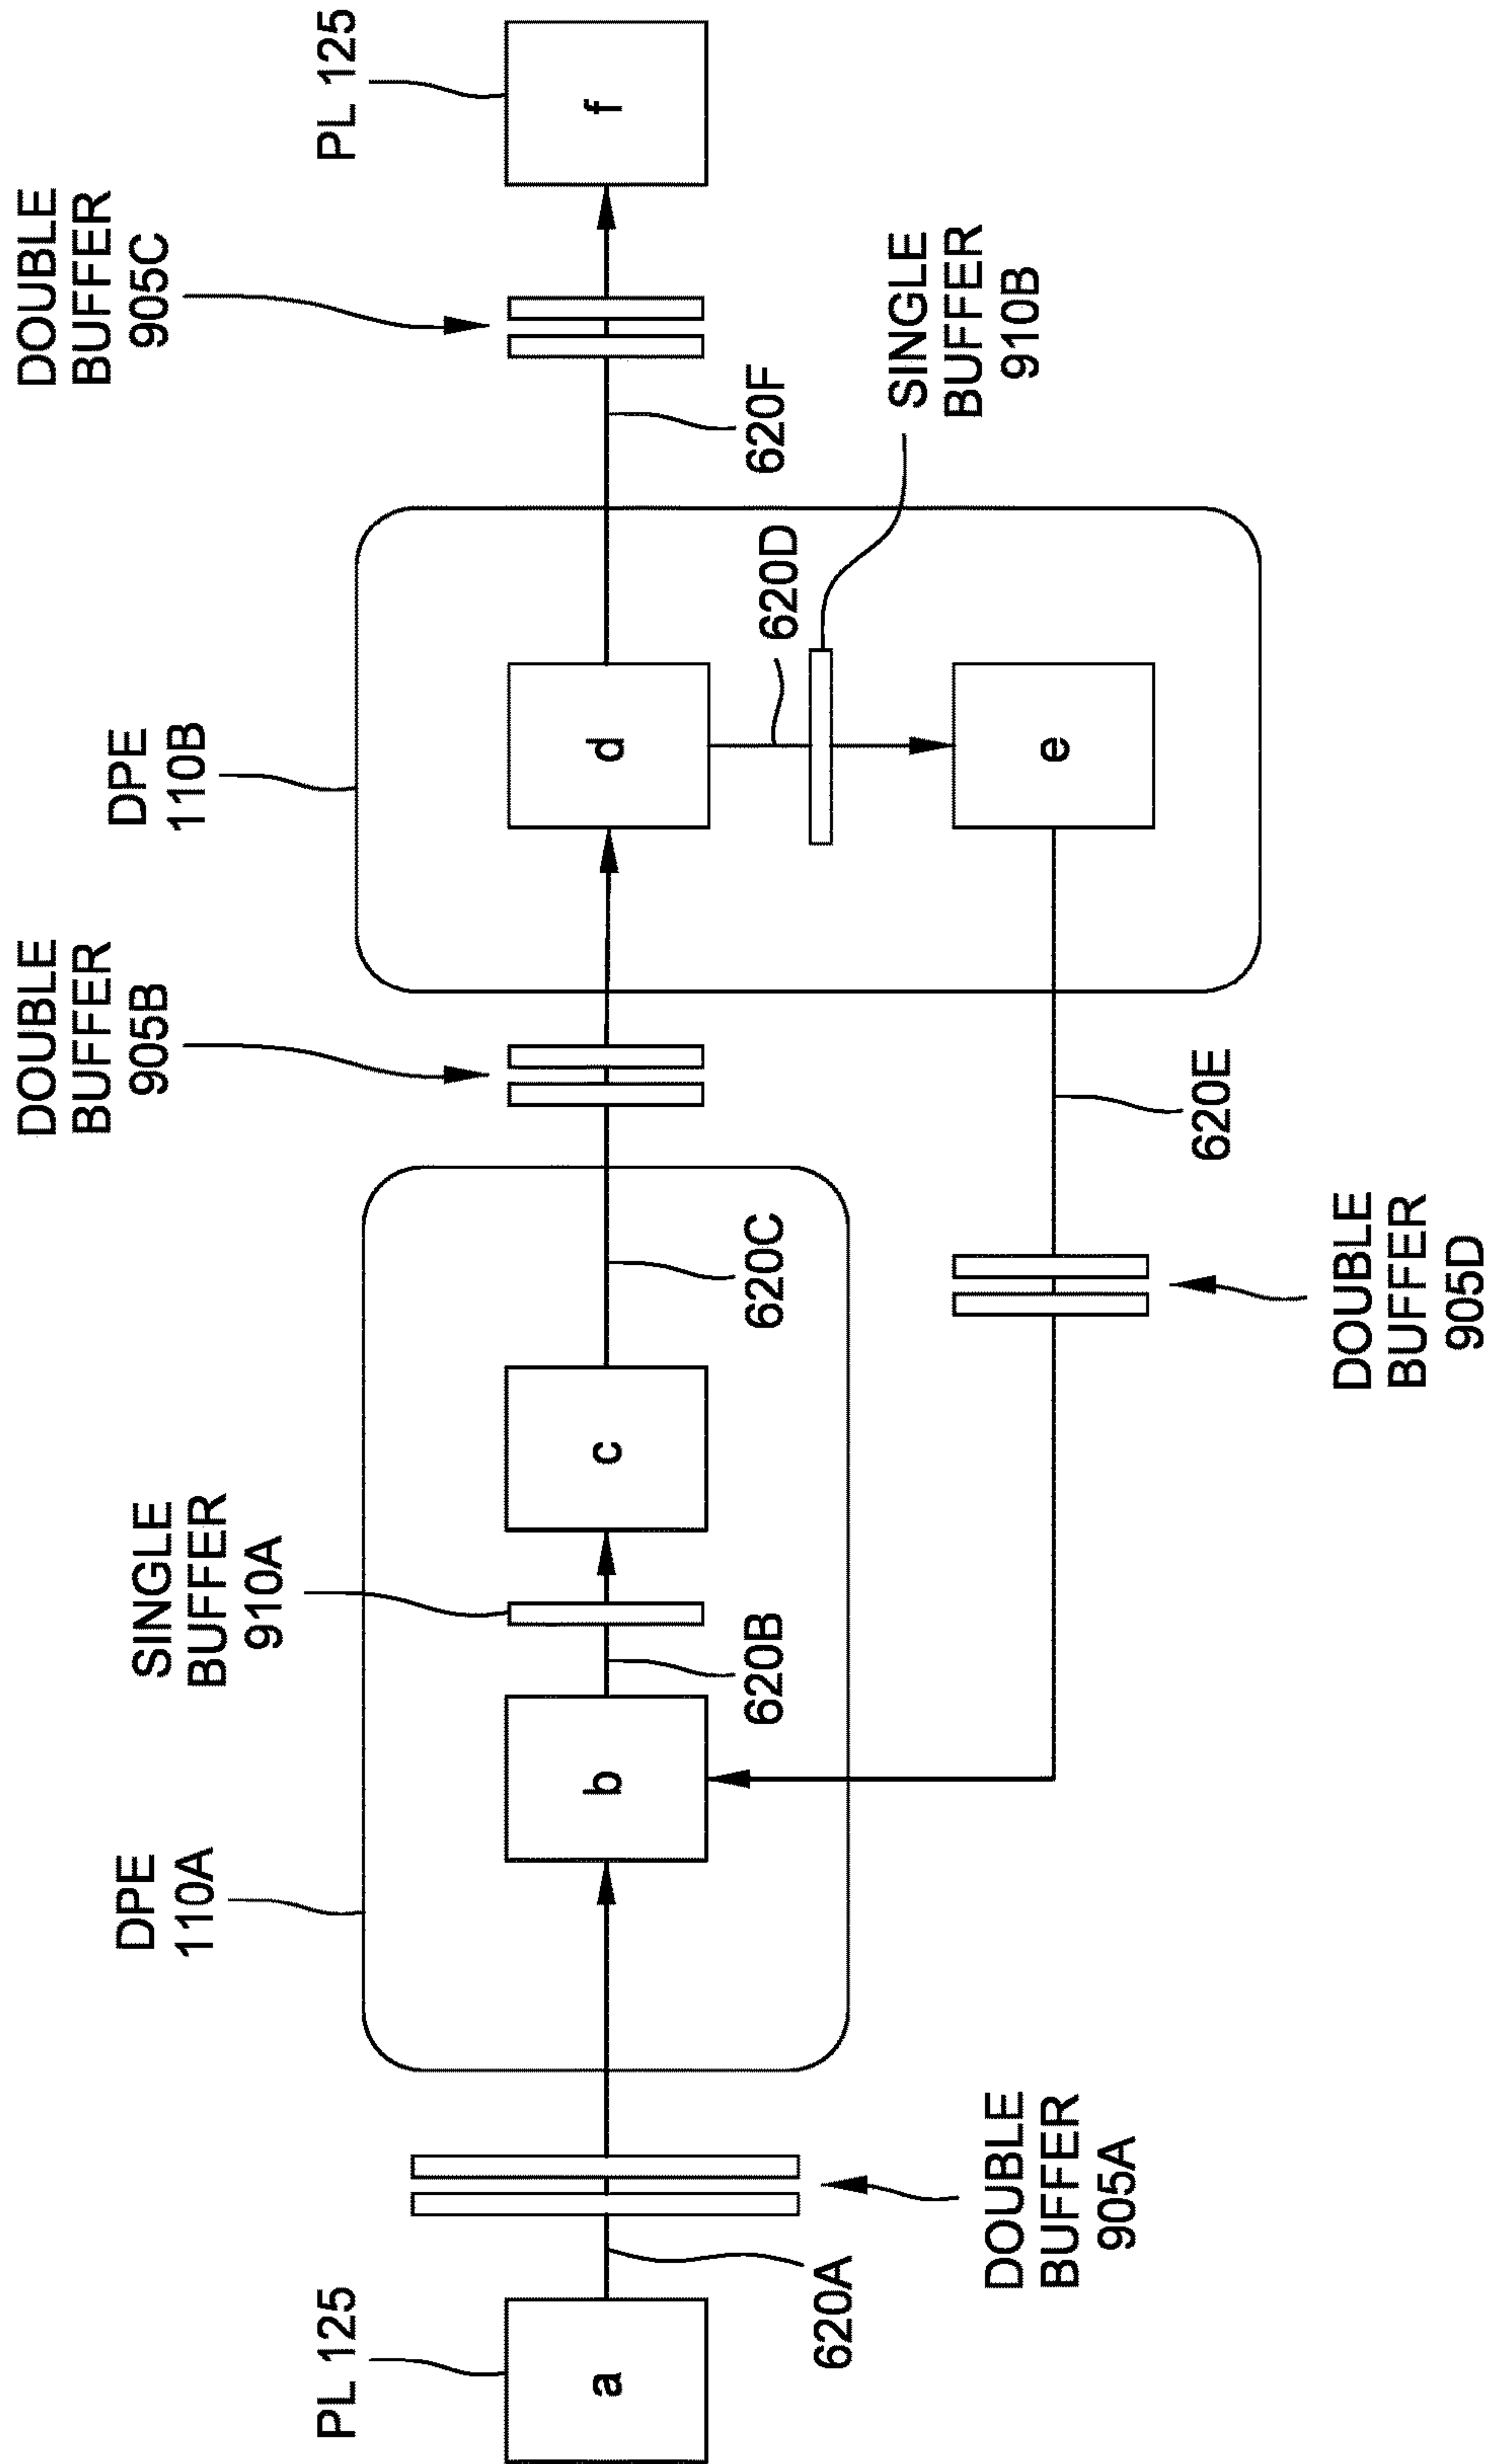 PL 125
a
620A
DOUBLE
BUFFER
905A
DPE
110A
b
620B
SINGLE
BUFFER
910A
c
620C
DOUBLE
BUFFER
905B
DOUBLE
BUFFER
905D
620E
DPE
110B
d
620D
SINGLE
BUFFER
910B
e
620F
DOUBLE
BUFFER
905C
PL 125
f